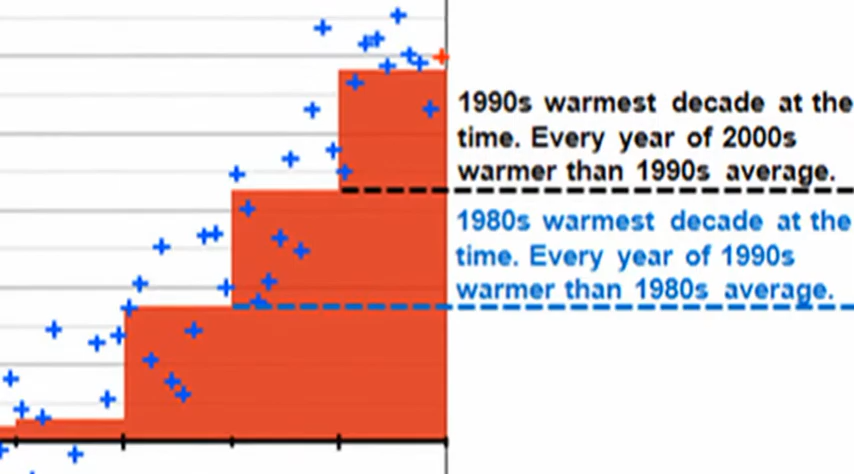 1990s warmest decade at the
time. Every year of 2000s
warmer than 1990s average.
1980s warmest decade at the
time. Every year of 1990s
warmer than 1980s average.